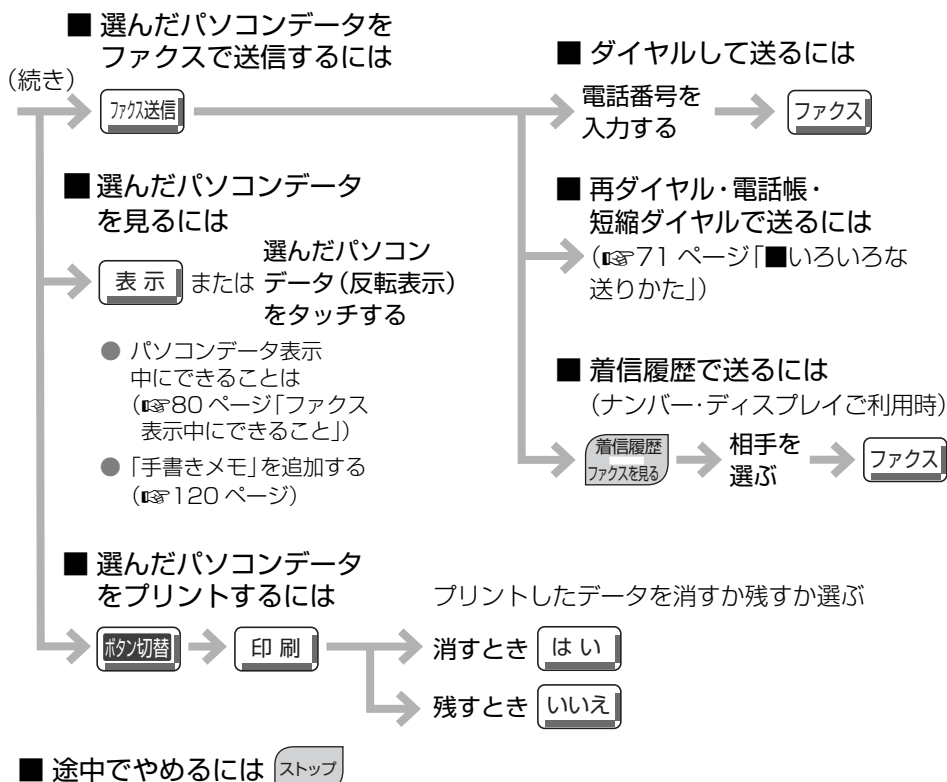 (続き)
■ 選んだパソコンデータを
ファクスで送信するには
ファクス送信
■ ダイヤルして送るには
電話番号を
入力する
ファクス
■ 再ダイヤル・電話帳・
短縮ダイヤルで送るには
(☞71 ページ「■いろいろな
送りかた」)
■ 着信履歴で送るには
(ナンバー・ディスプレイご利用時)
着信履歴
ファクスを見る
相手を
選ぶ
ファクス
■ 選んだパソコンデータ
を見るには
表 示
または
選んだパソコン
データ(反転表示)
をタッチする
● パソコンデータ表示
中にできることは
(☞80 ページ「ファクス
表示中にできること」)
● 「手書きメモ」を追加する
(☞120 ページ)
■ 選んだパソコンデータ
をプリントするには
ボタン切替
印 刷
プリントしたデータを消すか残すか選ぶ
消すとき はい
残すとき いいえ
■ 途中でやめるには ストップ